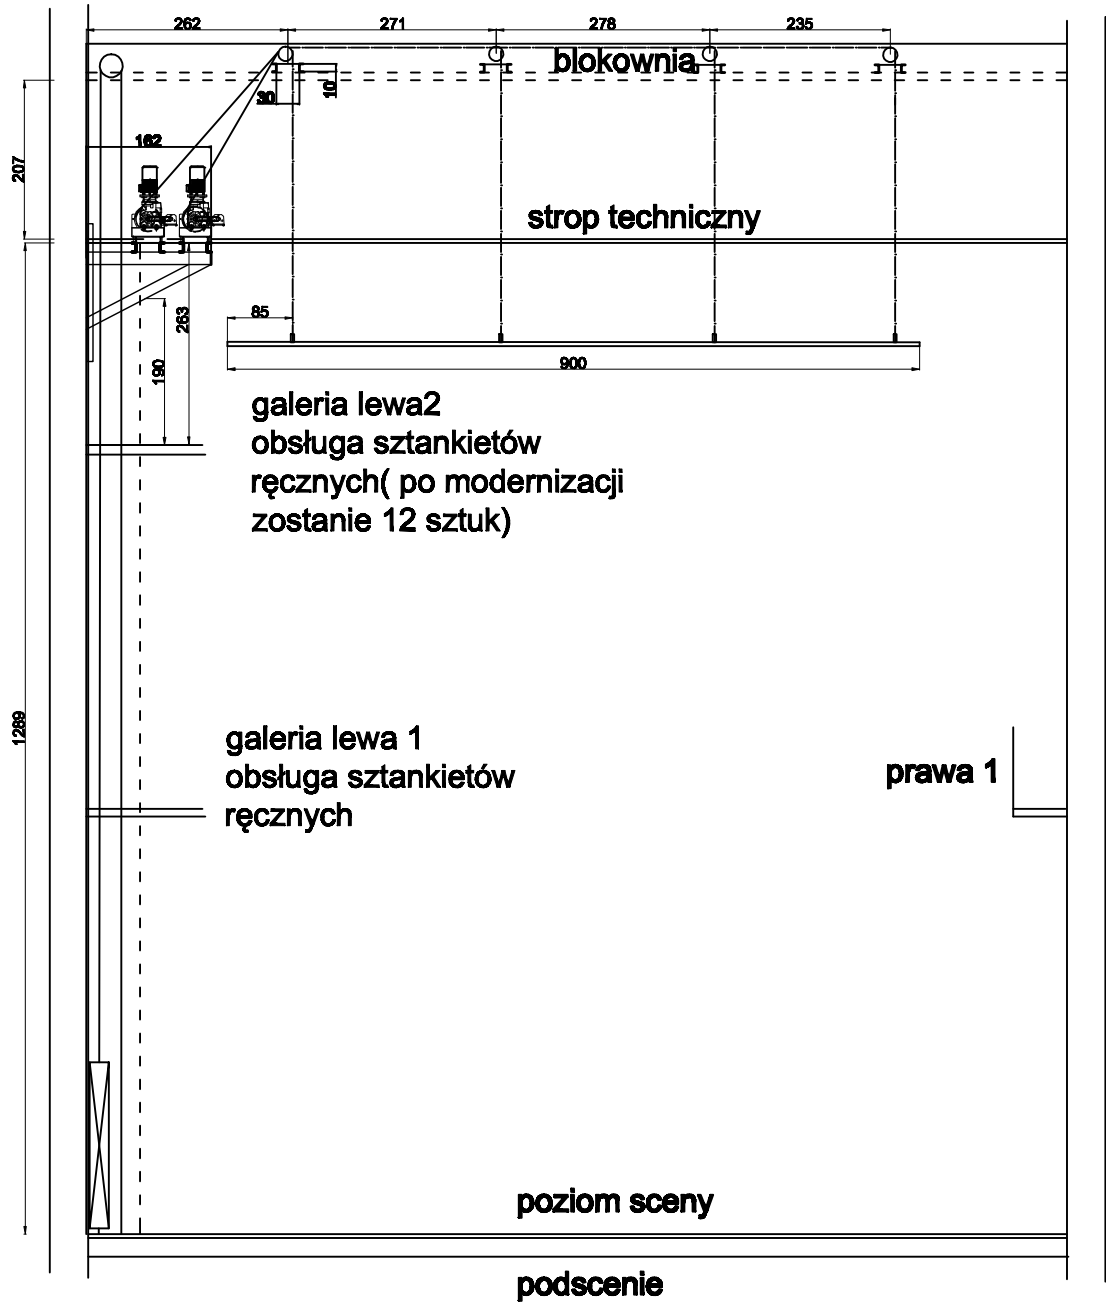 262
271
278
235
blokownia
30
10
162
207
strop techniczny
85
263
190
900
galeria lewa2
obsługa sztankietów
ręcznych( po modernizacji
zostanie 12 sztuk)
1289
galeria lewa 1
obsługa sztankietów
ręcznych
prawa 1
poziom sceny
podscenie